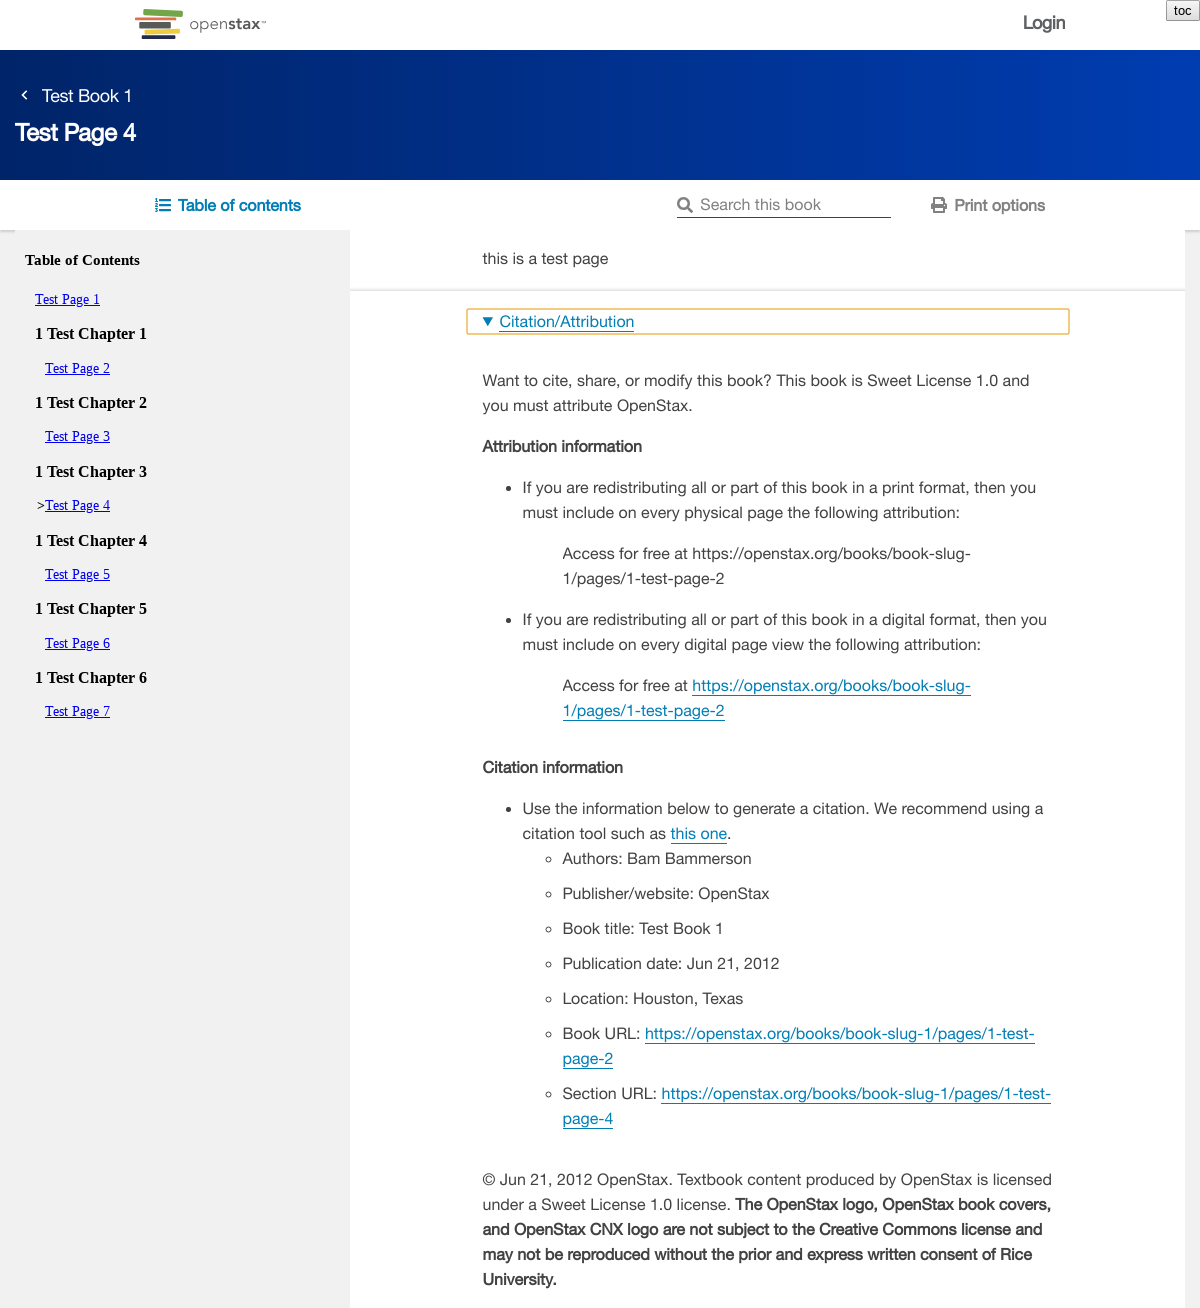 openstax™
Login
toc
Test Book 1
Test Page 4
Table of contents
Search this book
Print options
Table of Contents
Test Page 1
1 Test Chapter 1
Test Page 2
1 Test Chapter 2
Test Page 3
1 Test Chapter 3
>Test Page 4
1 Test Chapter 4
Test Page 5
1 Test Chapter 5
Test Page 6
1 Test Chapter 6
Test Page 7
this is a test page
Citation/Attribution
Want to cite, share, or modify this book? This book is Sweet License 1.0 and
you must attribute OpenStax.
Attribution information
• If you are redistributing all or part of this book in a print format, then you
must include on every physical page the following attribution:
Access for free at https://openstax.org/books/book-slug-
1/pages/1-test-page-2
• If you are redistributing all or part of this book in a digital format, then you
must include on every digital page view the following attribution:
Access for free at https://openstax.org/books/book-slug-
1/pages/1-test-page-2
Citation information
• Use the information below to generate a citation. We recommend using a
citation tool such as this one.
◦ Authors: Bam Bammerson
◦ Publisher/website: OpenStax
◦ Book title: Test Book 1
◦ Publication date: Jun 21, 2012
◦ Location: Houston, Texas
◦ Book URL: https://openstax.org/books/book-slug-1/pages/1-test-
page-2
◦ Section URL: https://openstax.org/books/book-slug-1/pages/1-test-
page-4
© Jun 21, 2012 OpenStax. Textbook content produced by OpenStax is licensed
under a Sweet License 1.0 license. The OpenStax logo, OpenStax book covers,
and OpenStax CNX logo are not subject to the Creative Commons license and
may not be reproduced without the prior and express written consent of Rice
University.